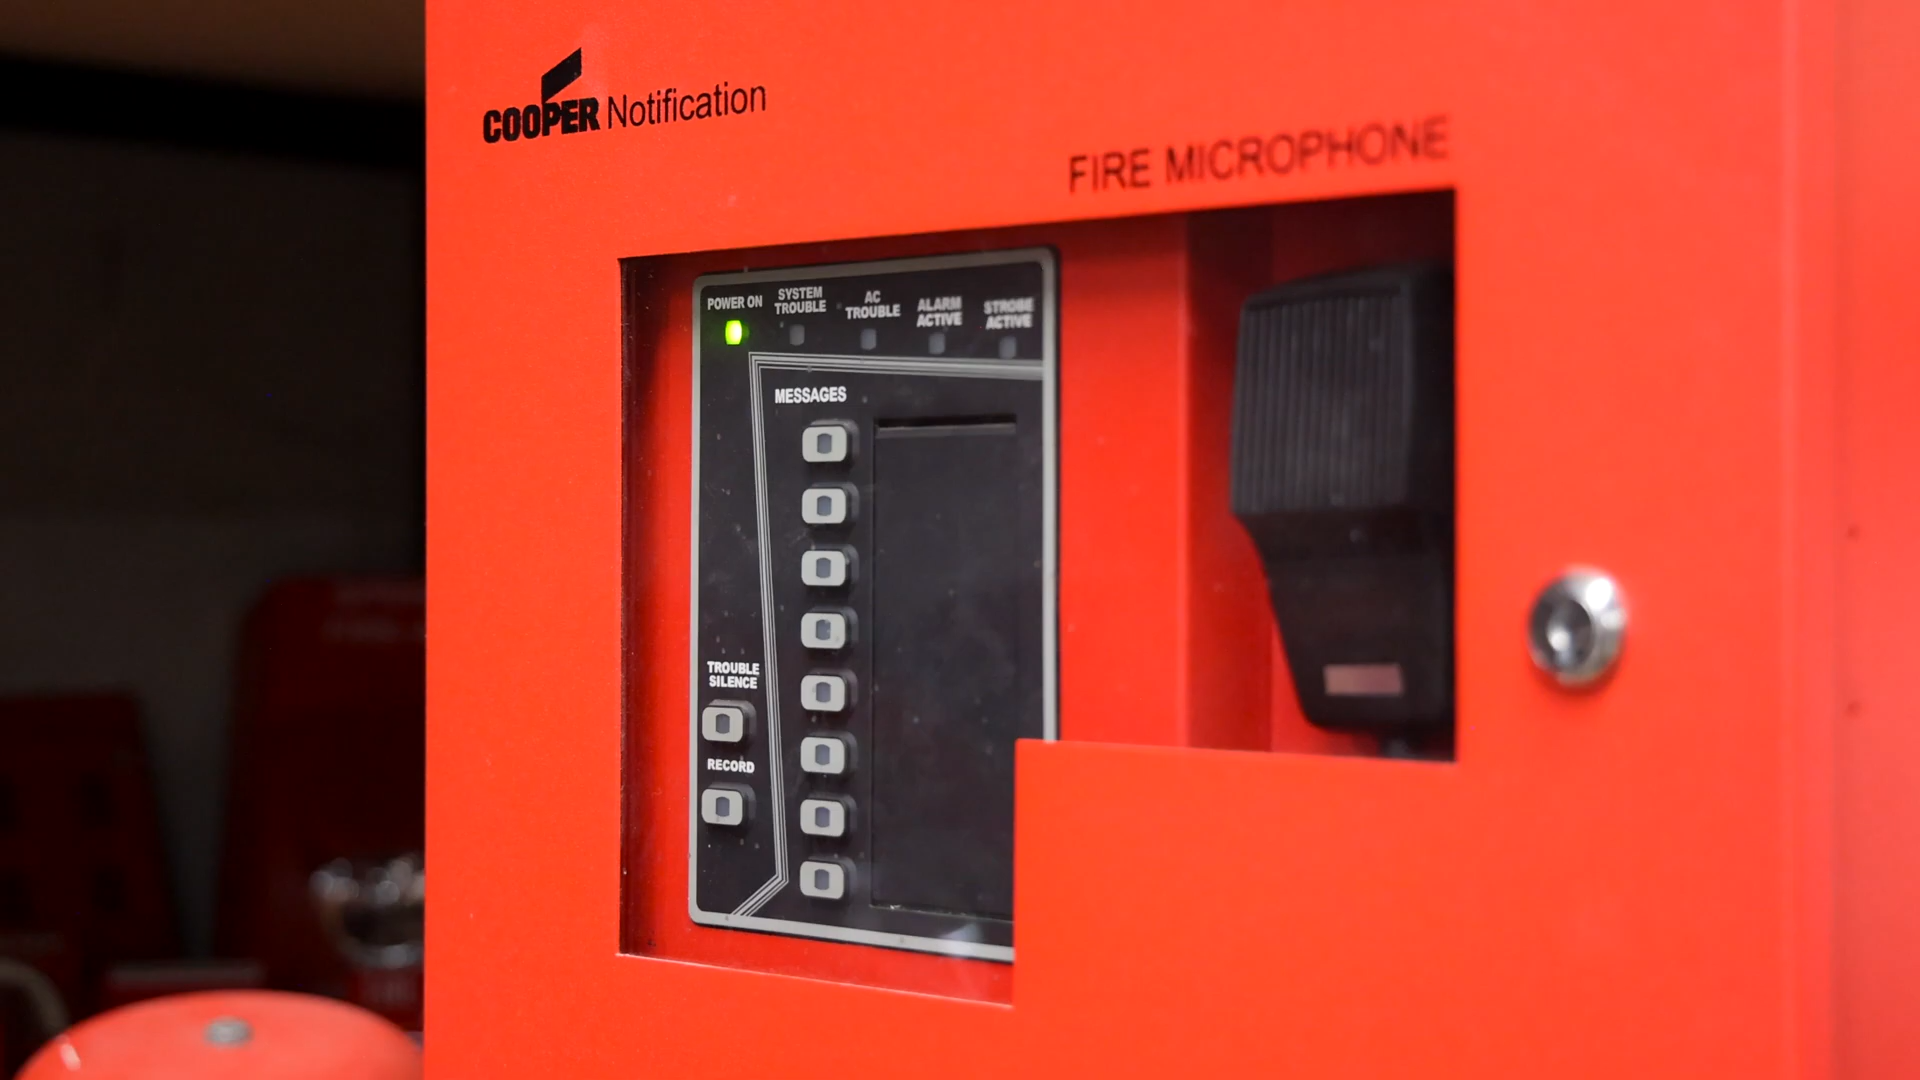 COOPER Notification
FIRE MICROPHONE
POWER ON
SYSTEM
TROUBLE
AC
TROUBLE
ALARM
ACTIVE
STROBE
ACTIVE
MESSAGES
TROUBLE
SILENCE
RECORD